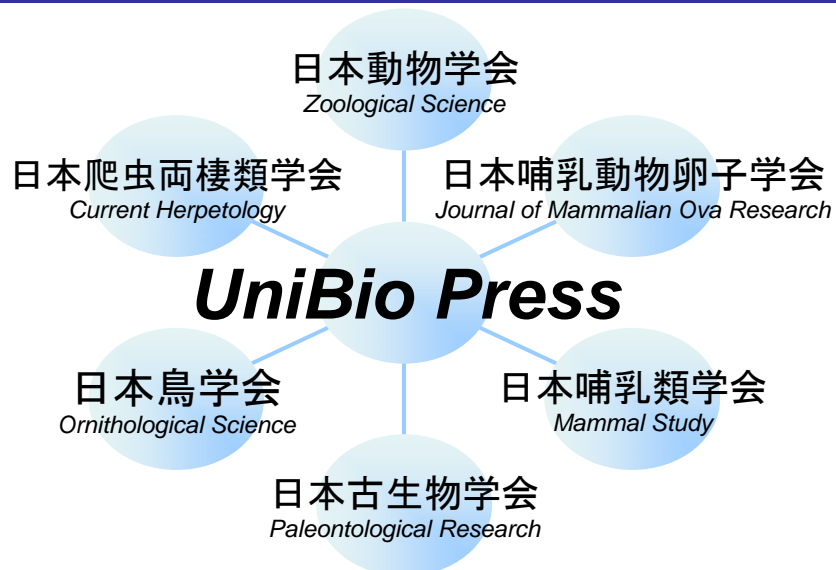 日本動物学会
Zoological Science
日本爬虫両棲類学会
Current Herpetology
日本哺乳動物卵子学会
Journal of Mammalian Ova Research
UniBio Press
日本鳥学会
Ornithological Science
日本哺乳類学会
Mammal Study
日本古生物学会
Paleontological Research